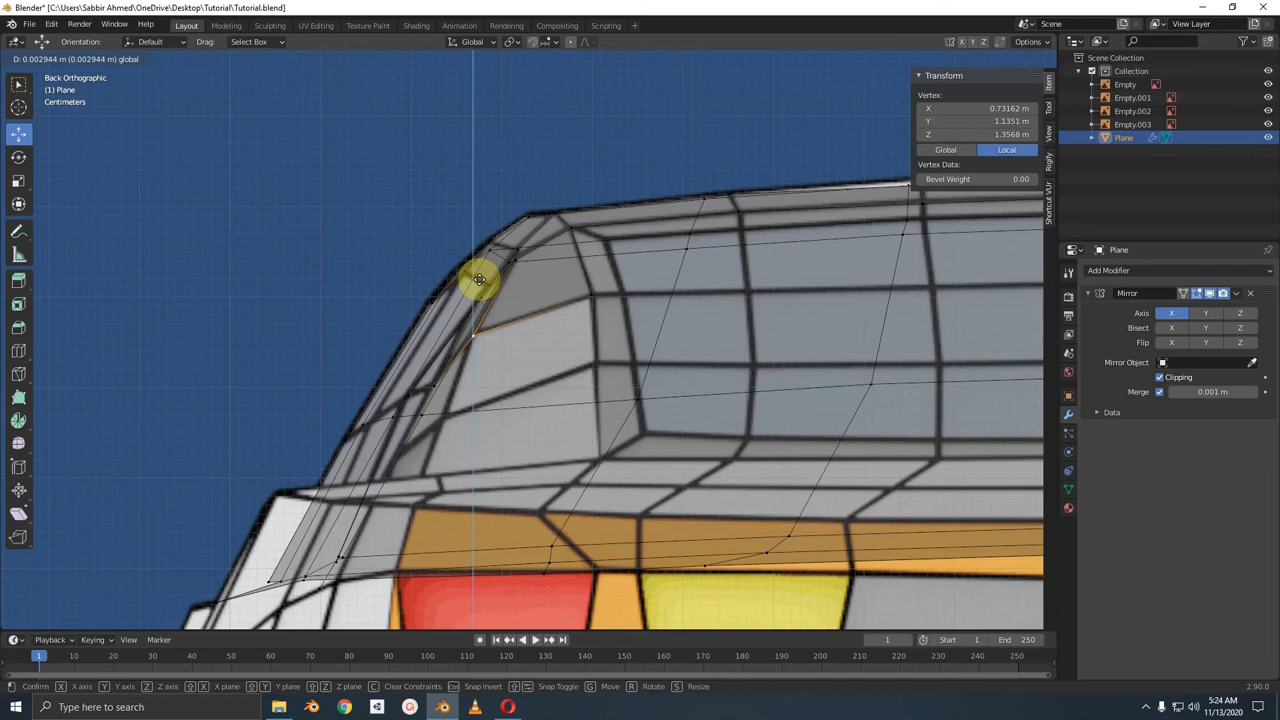 Blender* [C:\Users\Sabbir Ahmed\OneDrive\Desktop\Tutorial\Tutorial.blend]
File Edit Render Window Help Layout Modeling Sculpting UV Editing Texture Paint Shading Animation Rendering Compositing Scripting Scene View Layer
Orientation: Default Drag: Select Box Global X Y Z Options
D: 0.002944 m (0.002944 m) global
Back Orthographic
(1) Plane
Centimeters
Transform
Vertex:
X 0.73162 m
Y 1.1351 m
Z 1.3568 m
Global Local
Vertex Data:
Bevel Weight 0.00
Item
Tool
View
Rigify
Shortcut VUr
Scene Collection
Collection
Empty
Empty.001
Empty.002
Empty.003
Plane
Plane
Add Modifier
Mirror
Axis X Y Z
Bisect X Y Z
Flip X Y Z
Mirror Object
Clipping
Merge 0.001 m
Data
Playback Keying View Marker 1 Start 1 End 250
1 10 20 30 40 50 60 70 80 90 100 110 120 130 140 150 160 170 180 190 200 210 220 230 240 250
Confirm X X axis Y Y axis Z Z axis X X plane Y Y plane Z Z plane C Clear Constraints Snap Invert Snap Toggle G Move R Rotate S Resize 2.90.0
Type here to search
5:24 AM
11/13/2020